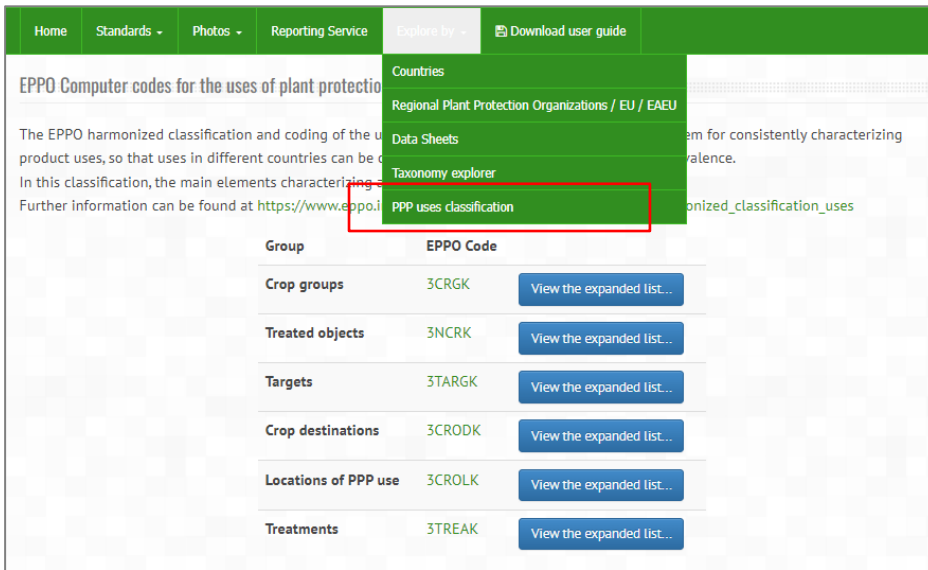 Home Standards Photos Reporting Service Explore by Download user guide
Countries
Regional Plant Protection Organizations / EU / EAEU
Data Sheets
Taxonomy explorer
PPP uses classification
EPPO Computer codes for the uses of plant protectio
The EPPO harmonized classification and coding of the u em for consistently characterizing
product uses, so that uses in different countries can be valence.
In this classification, the main elements characterizing
Further information can be found at https://www.eppo.i onized_classification_uses
Group EPPO Code
Crop groups 3CRGK View the expanded list...
Treated objects 3NCRK View the expanded list...
Targets 3TARGK View the expanded list...
Crop destinations 3CRODK View the expanded list...
Locations of PPP use 3CROLK View the expanded list...
Treatments 3TREAK View the expanded list...